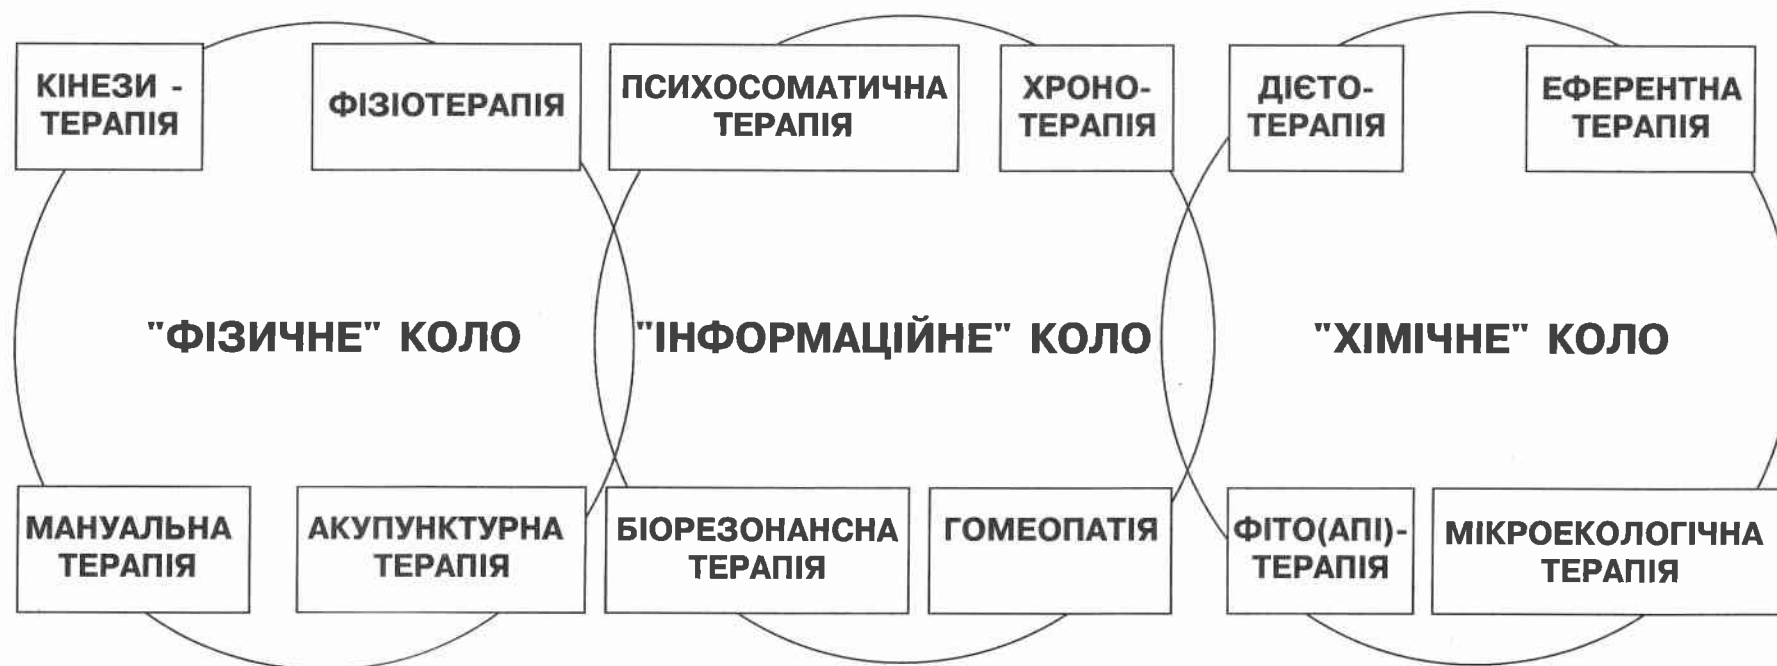 КІНЕЗИ -
ТЕРАПІЯ
ФІЗІОТЕРАПІЯ
ПСИХОСОМАТИЧНА
ТЕРАПІЯ
ХРОНО-
ТЕРАПІЯ
ДІЄТО-
ТЕРАПІЯ
ЕФЕРЕНТНА
ТЕРАПІЯ
"ФІЗИЧНЕ" КОЛО
"ІНФОРМАЦІЙНЕ" КОЛО
"ХІМІЧНЕ" КОЛО
МАНУАЛЬНА
ТЕРАПІЯ
АКУПУНКТУРНА
ТЕРАПІЯ
БІОРЕЗОНАНСНА
ТЕРАПІЯ
ГОМЕОПАТІЯ
ФІТО(АПІ)-
ТЕРАПІЯ
МІКРОЕКОЛОГІЧНА
ТЕРАПІЯ